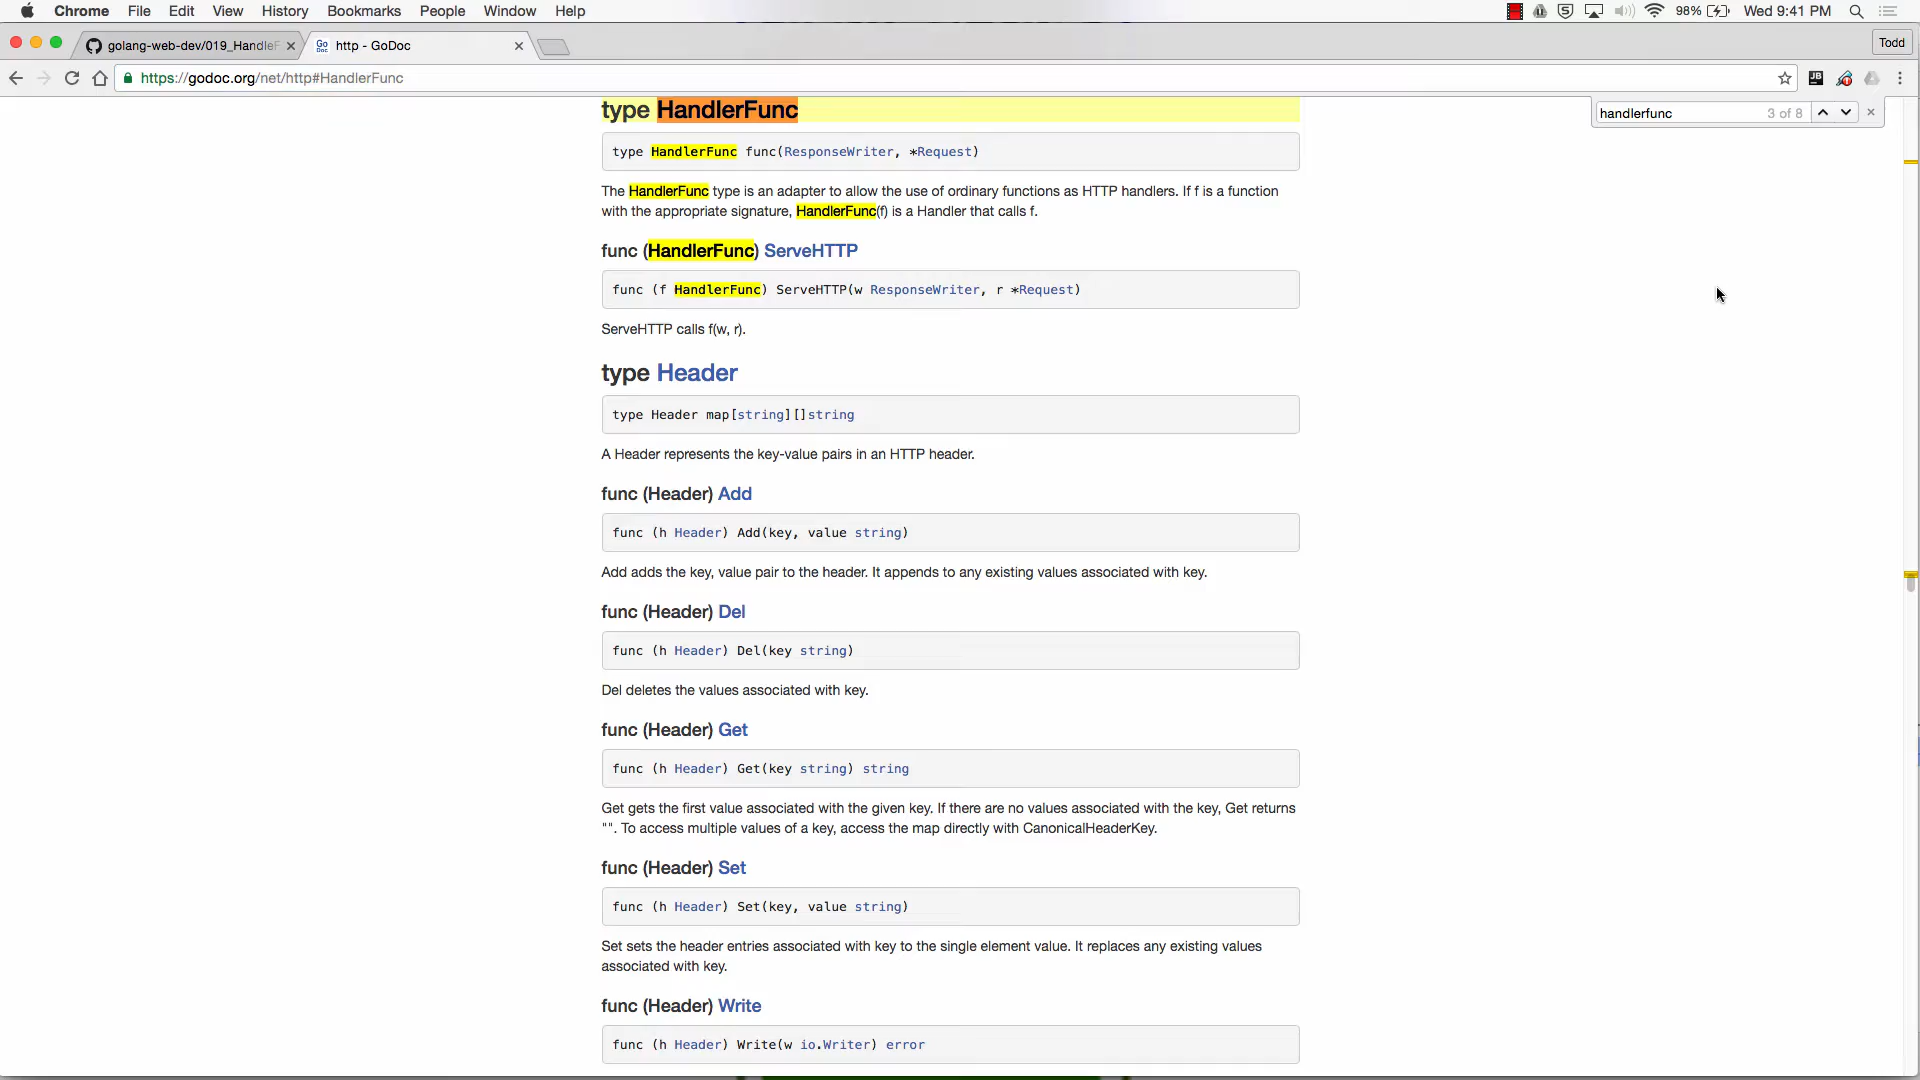 Chrome File Edit View History Bookmarks People Window Help 98% Wed 9:41 PM
golang-web-dev/019_HandleF http - GoDoc Todd
https://godoc.org/net/http#HandlerFunc
handlerfunc 3 of 8
type HandlerFunc
type HandlerFunc func(ResponseWriter, *Request)
The HandlerFunc type is an adapter to allow the use of ordinary functions as HTTP handlers. If f is a function
with the appropriate signature, HandlerFunc(f) is a Handler that calls f.
func (HandlerFunc) ServeHTTP
func (f HandlerFunc) ServeHTTP(w ResponseWriter, r *Request)
ServeHTTP calls f(w, r).
type Header
type Header map[string][]string
A Header represents the key-value pairs in an HTTP header.
func (Header) Add
func (h Header) Add(key, value string)
Add adds the key, value pair to the header. It appends to any existing values associated with key.
func (Header) Del
func (h Header) Del(key string)
Del deletes the values associated with key.
func (Header) Get
func (h Header) Get(key string) string
Get gets the first value associated with the given key. If there are no values associated with the key, Get returns
"". To access multiple values of a key, access the map directly with CanonicalHeaderKey.
func (Header) Set
func (h Header) Set(key, value string)
Set sets the header entries associated with key to the single element value. It replaces any existing values
associated with key.
func (Header) Write
func (h Header) Write(w io.Writer) error